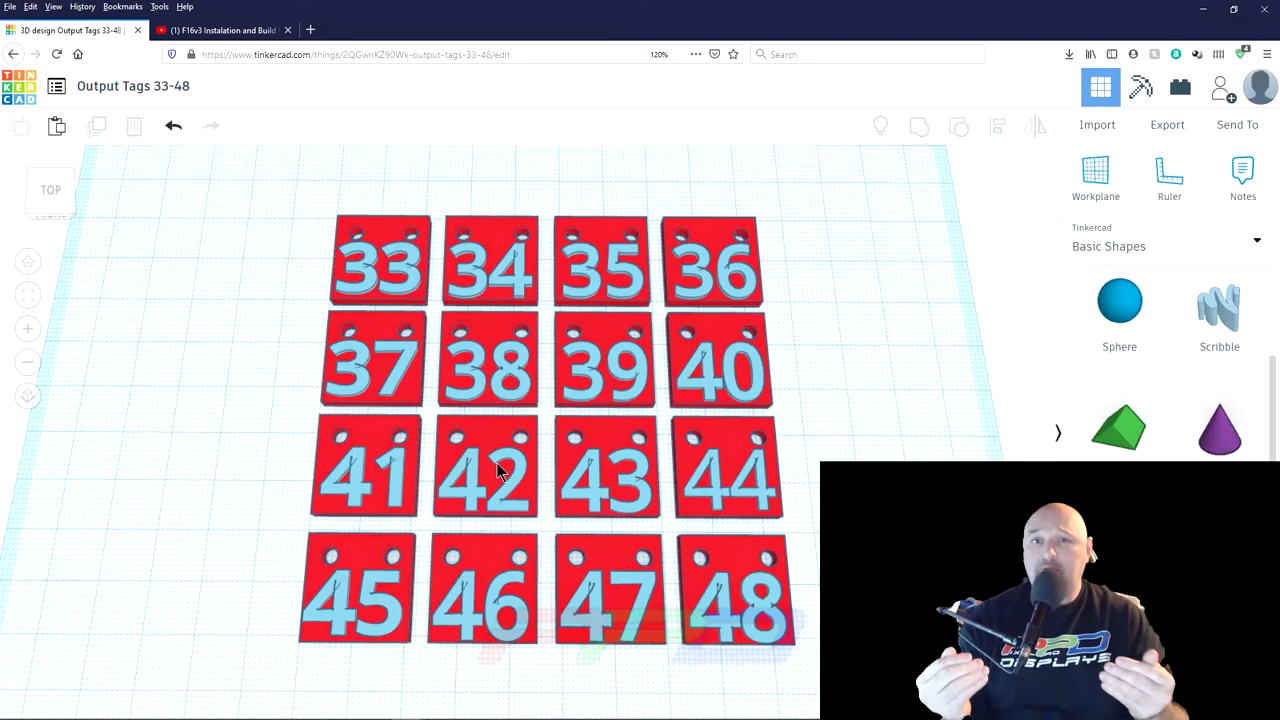 File Edit View History Bookmarks Tools Help
3D design Output Tags 33-48 |
(1) F16v3 Instalation and Build
https://www.tinkercad.com/things/2QGwnKZ90Wk-output-tags-33-48/edit
120%
Search
4
TIN
KER
CAD
Output Tags 33-48
Import
Export
Send To
TOP
Workplane
Ruler
Notes
Tinkercad
Basic Shapes
Sphere
Scribble
33 34 35 36
37 38 39 40
41 42 43 44
45 46 47 48
DISPLAYS